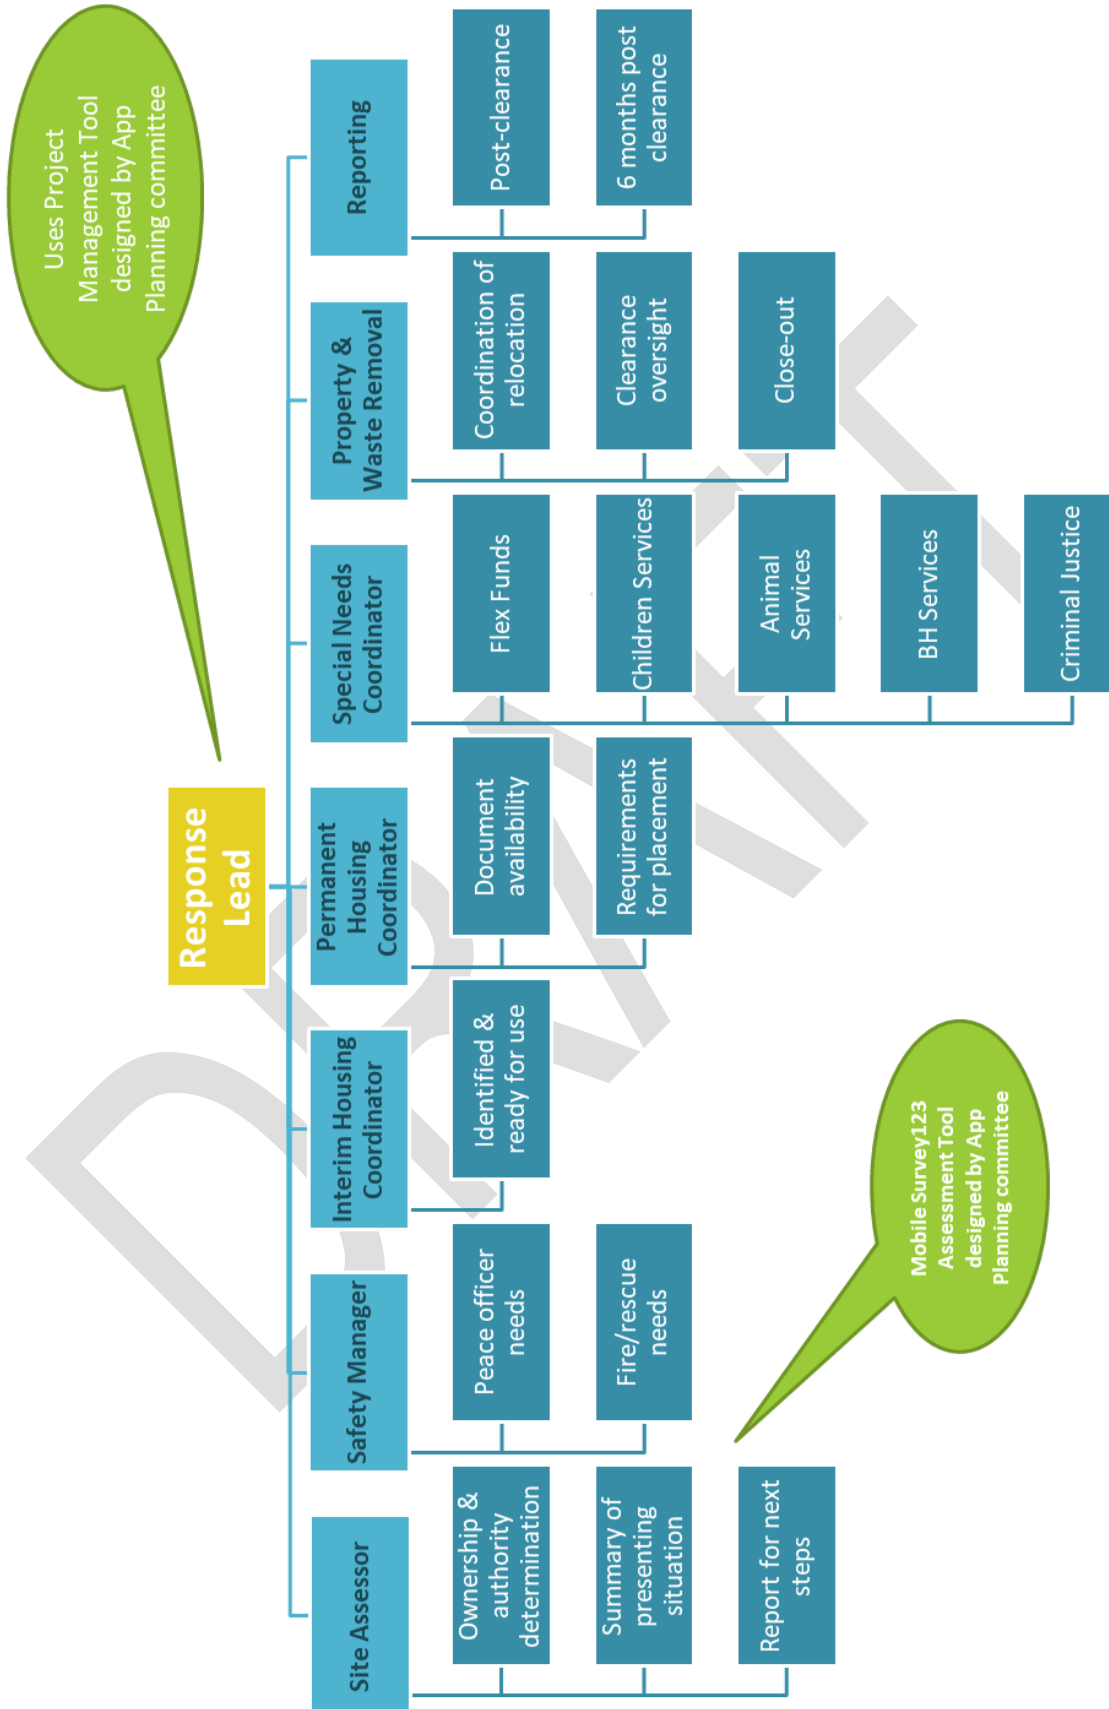 Uses Project
Management Tool
designed by App
Planning committee
Response
Lead
Site Assessor
Safety Manager
Interim Housing
Coordinator
Permanent
Housing
Coordinator
Special Needs
Coordinator
Property &
Waste Removal
Reporting
Ownership &
authority
determination
Summary of
presenting
situation
Report for next
steps
Peace officer
needs
Fire/rescue
needs
Identified &
ready for use
Document
availability
Requirements
for placement
Flex Funds
Children Services
Animal
Services
BH Services
Criminal Justice
Coordination of
relocation
Clearance
oversight
Close-out
Post-clearance
6 months post
clearance
Mobile Survey123
Assessment Tool
designed by App
Planning committee
DRAFT